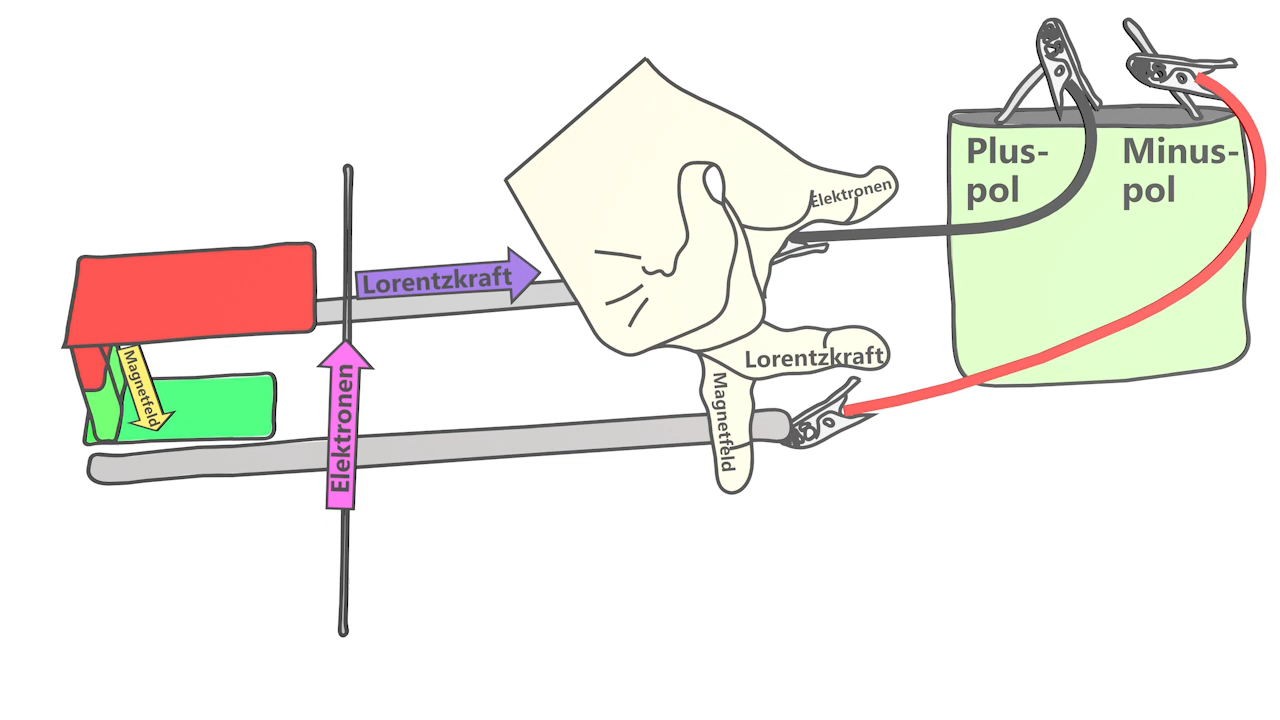 Plus-
pol
Minus-
pol
Elektronen
Lorentzkraft
Lorentzkraft
Magnetfeld
Magnetfeld
Elektronen